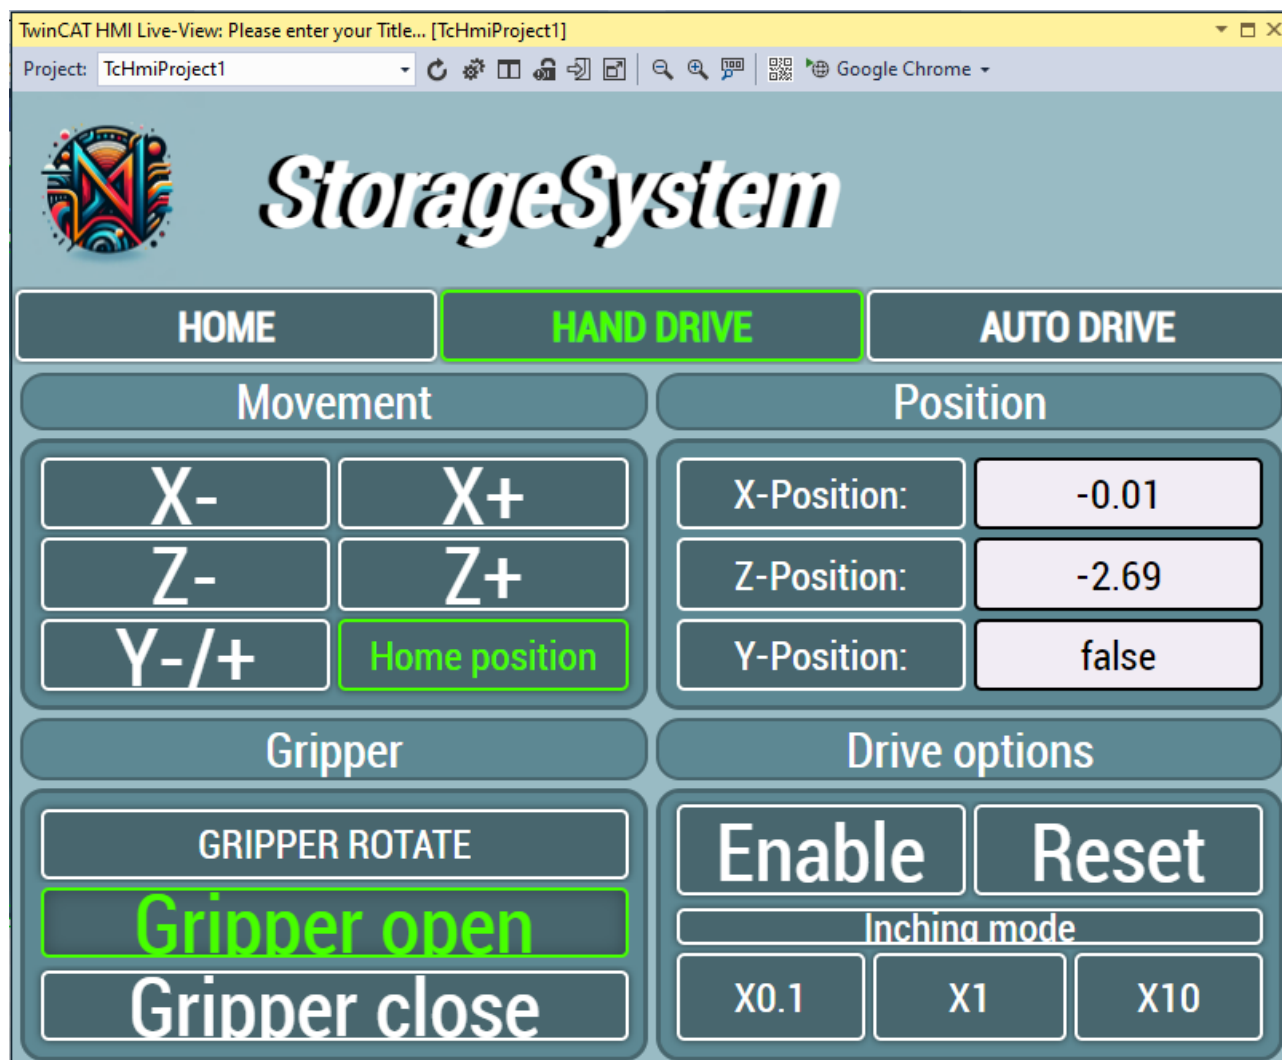 TwinCAT HMI Live-View: Please enter your Title... [TcHmiProject1]
Project: TcHmiProject1 Google Chrome
StorageSystem
HOME HAND DRIVE AUTO DRIVE
Movement Position
X- X+ X-Position: -0.01
Z- Z+ Z-Position: -2.69
Y-/+ Home position Y-Position: false
Gripper Drive options
GRIPPER ROTATE Enable Reset
Gripper open Inching mode
Gripper close X0.1 X1 X10